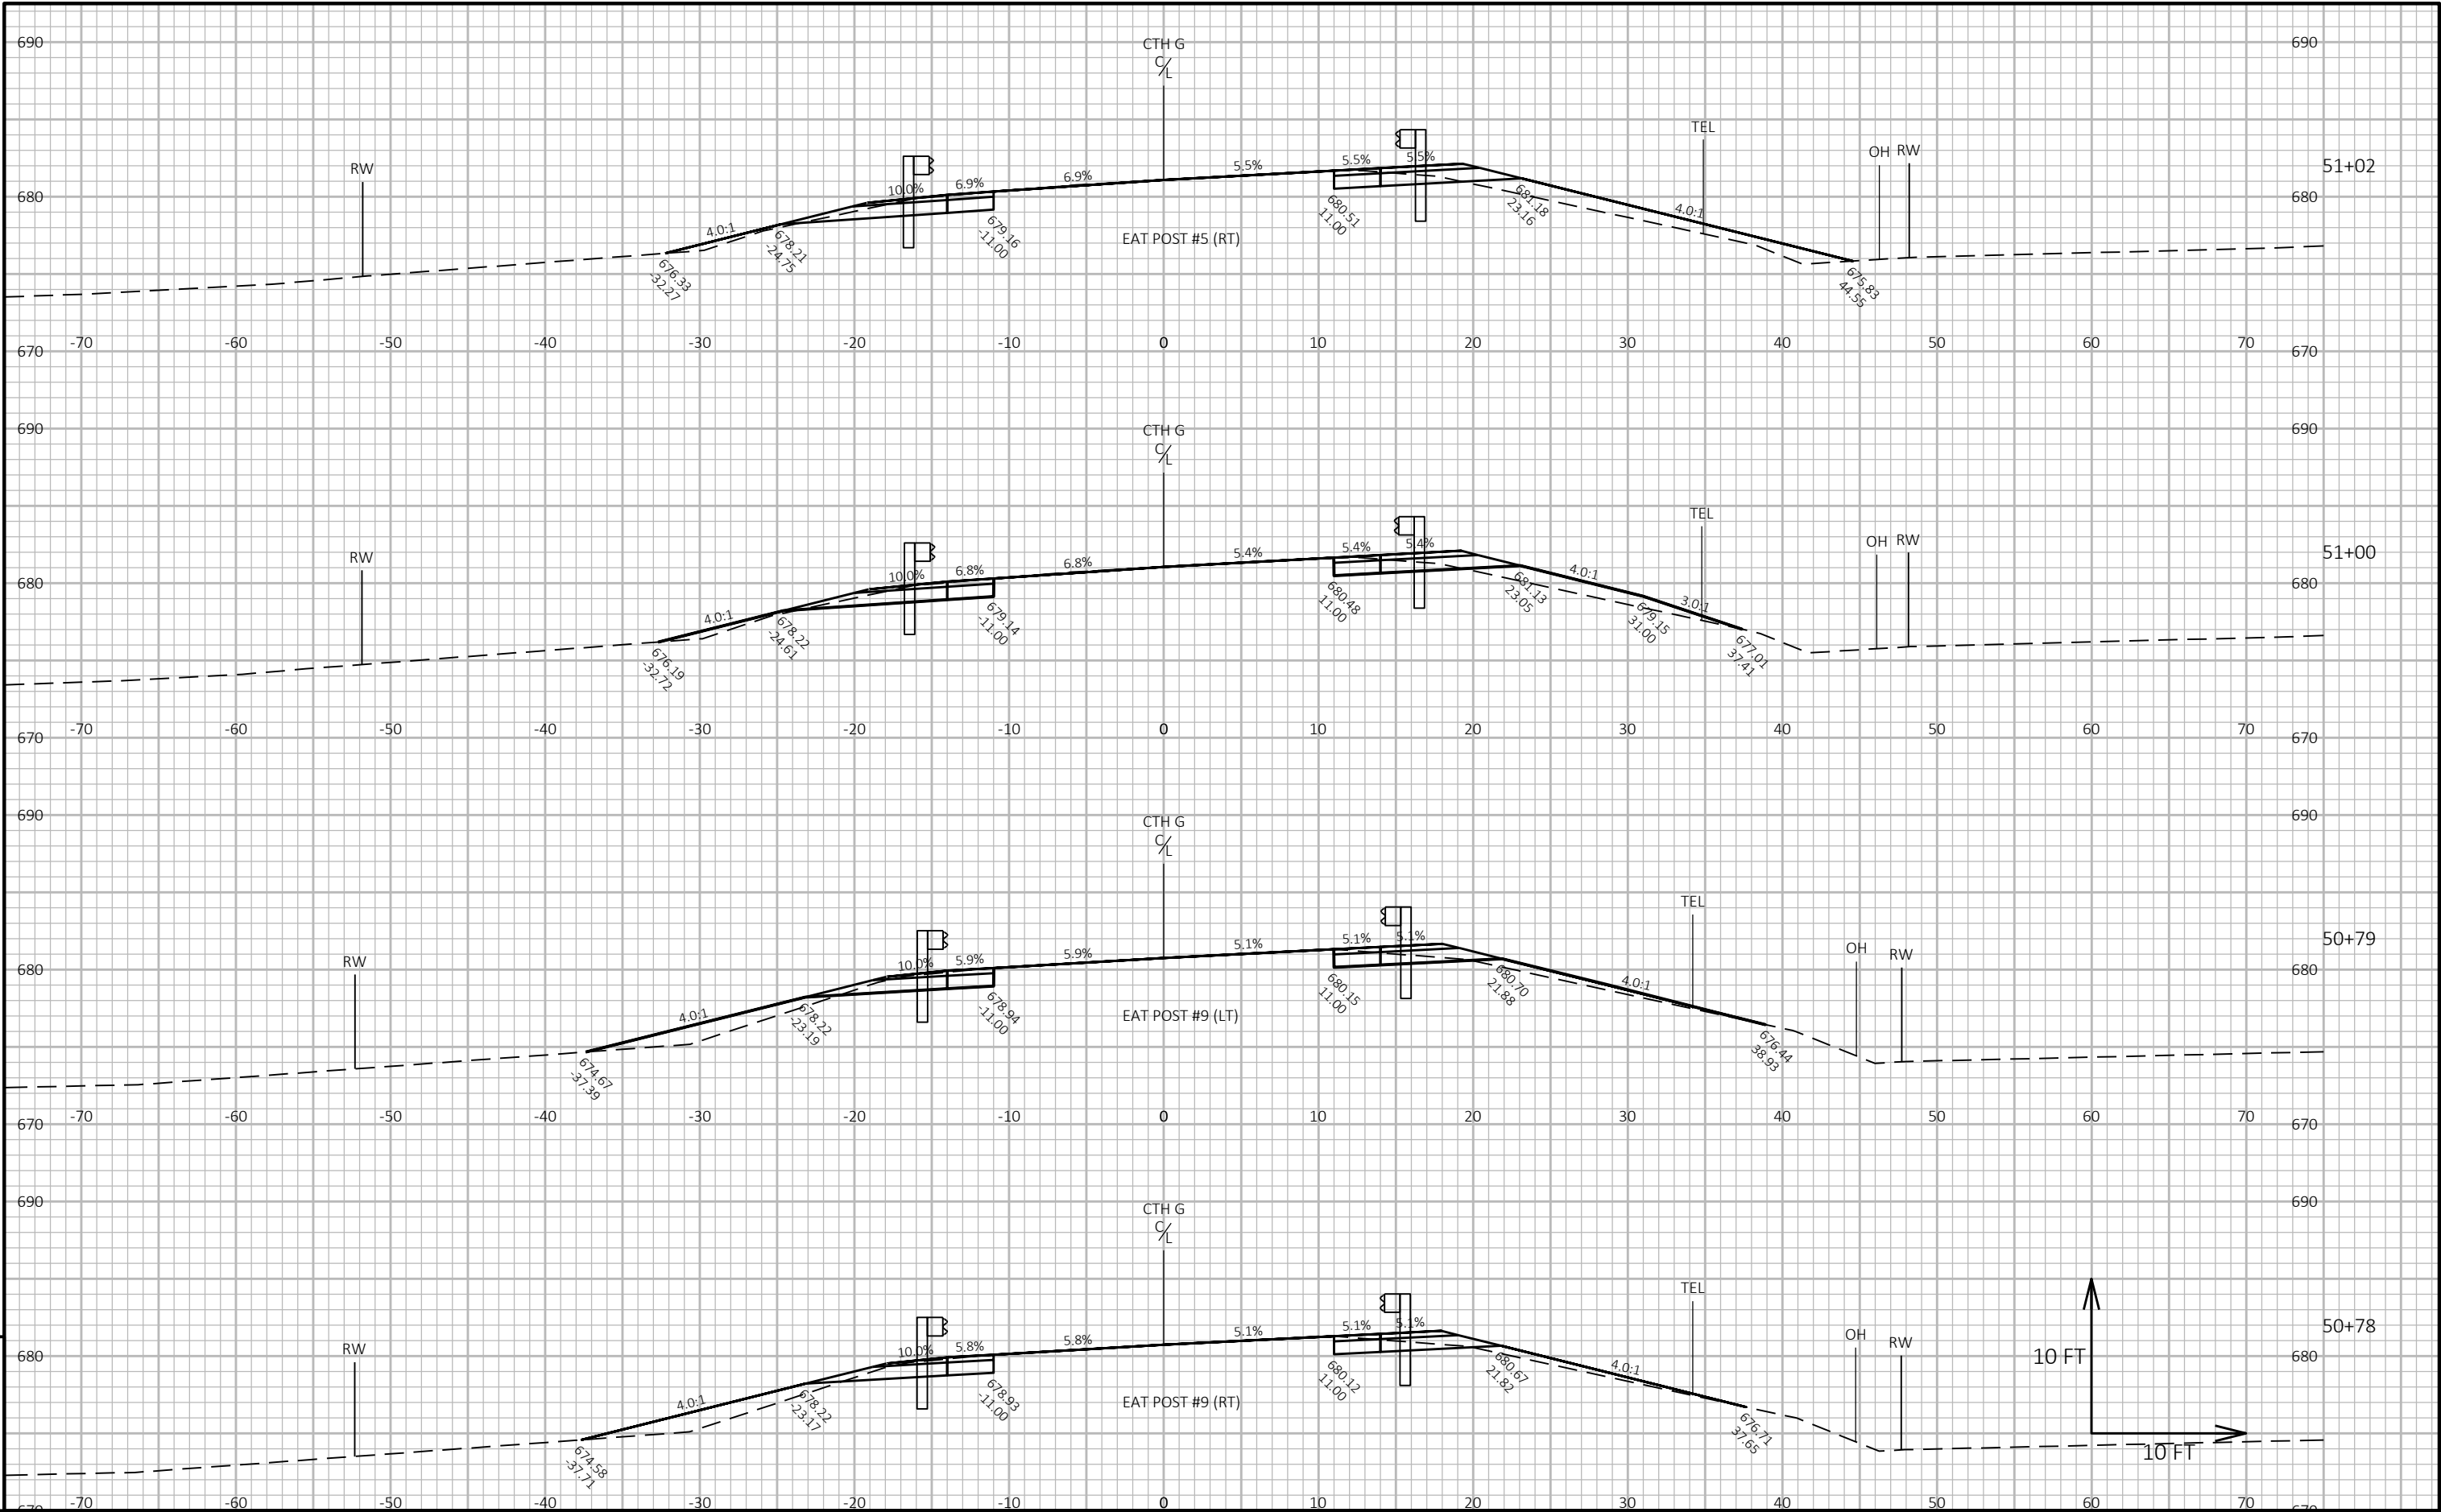 690 690
CTH G
C/L
TEL
OH RW
51+02
RW
5.5% 5.5% 5.5%
10.0% 6.9% 6.9%
680 680
4.0:1 4.0:1
681.18
23.16
680.51
11.00
679.16
-11.00
678.21
-24.75
EAT POST #5 (RT)
676.33
-32.27
675.83
44.55
-70 -60 -50 -40 -30 -20 -10 0 10 20 30 40 50 60 70
670 670
690 690
CTH G
C/L
TEL
OH RW
51+00
RW
5.4% 5.4% 5.4%
10.0% 6.8% 6.8%
680 680
4.0:1 4.0:1
3.0:1
681.13
23.05
680.48
11.00
679.14
-11.00
678.22
-24.61
679.15
31.00
676.19
-32.72
677.01
37.41
-70 -60 -50 -40 -30 -20 -10 0 10 20 30 40 50 60 70
670 670
690 690
CTH G
C/L
TEL
OH RW
50+79
RW
5.1% 5.1% 5.1%
10.0% 5.9% 5.9%
680 680
4.0:1 4.0:1
680.70
21.88
680.15
11.00
678.94
-11.00
678.22
-23.19
EAT POST #9 (LT)
674.67
-37.39
676.44
38.93
-70 -60 -50 -40 -30 -20 -10 0 10 20 30 40 50 60 70
670 670
690 690
CTH G
C/L
TEL
OH RW
50+78
RW
5.1% 5.1% 5.1%
10.0% 5.8% 5.8%
680 680
10 FT
4.0:1 4.0:1
680.67
21.82
680.12
11.00
678.93
-11.00
678.22
-23.17
EAT POST #9 (RT)
674.58
-37.71
676.71
37.65
10 FT
-70 -60 -50 -40 -30 -20 -10 0 10 20 30 40 50 60 70
670 670